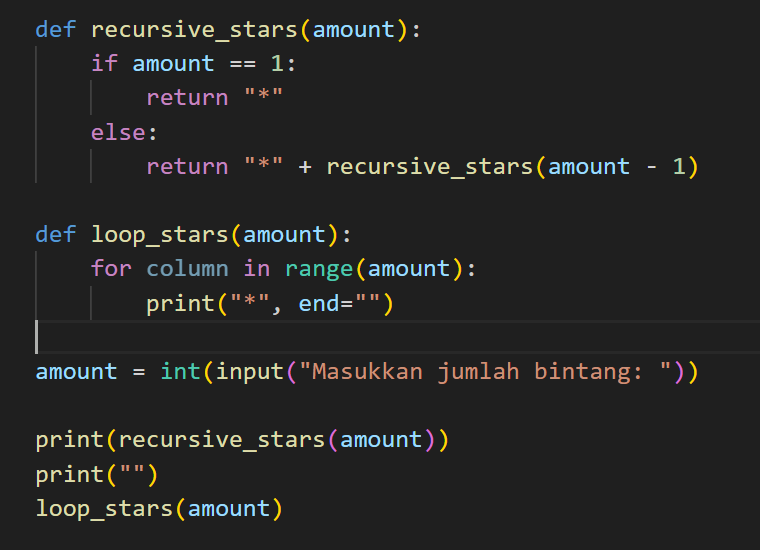 def recursive_stars(amount):
    if amount == 1:
        return "*"
    else:
        return "*" + recursive_stars(amount - 1)
def loop_stars(amount):
    for column in range(amount):
        print("*", end="")
amount = int(input("Masukkan jumlah bintang: "))
print(recursive_stars(amount))
print("")
loop_stars(amount)